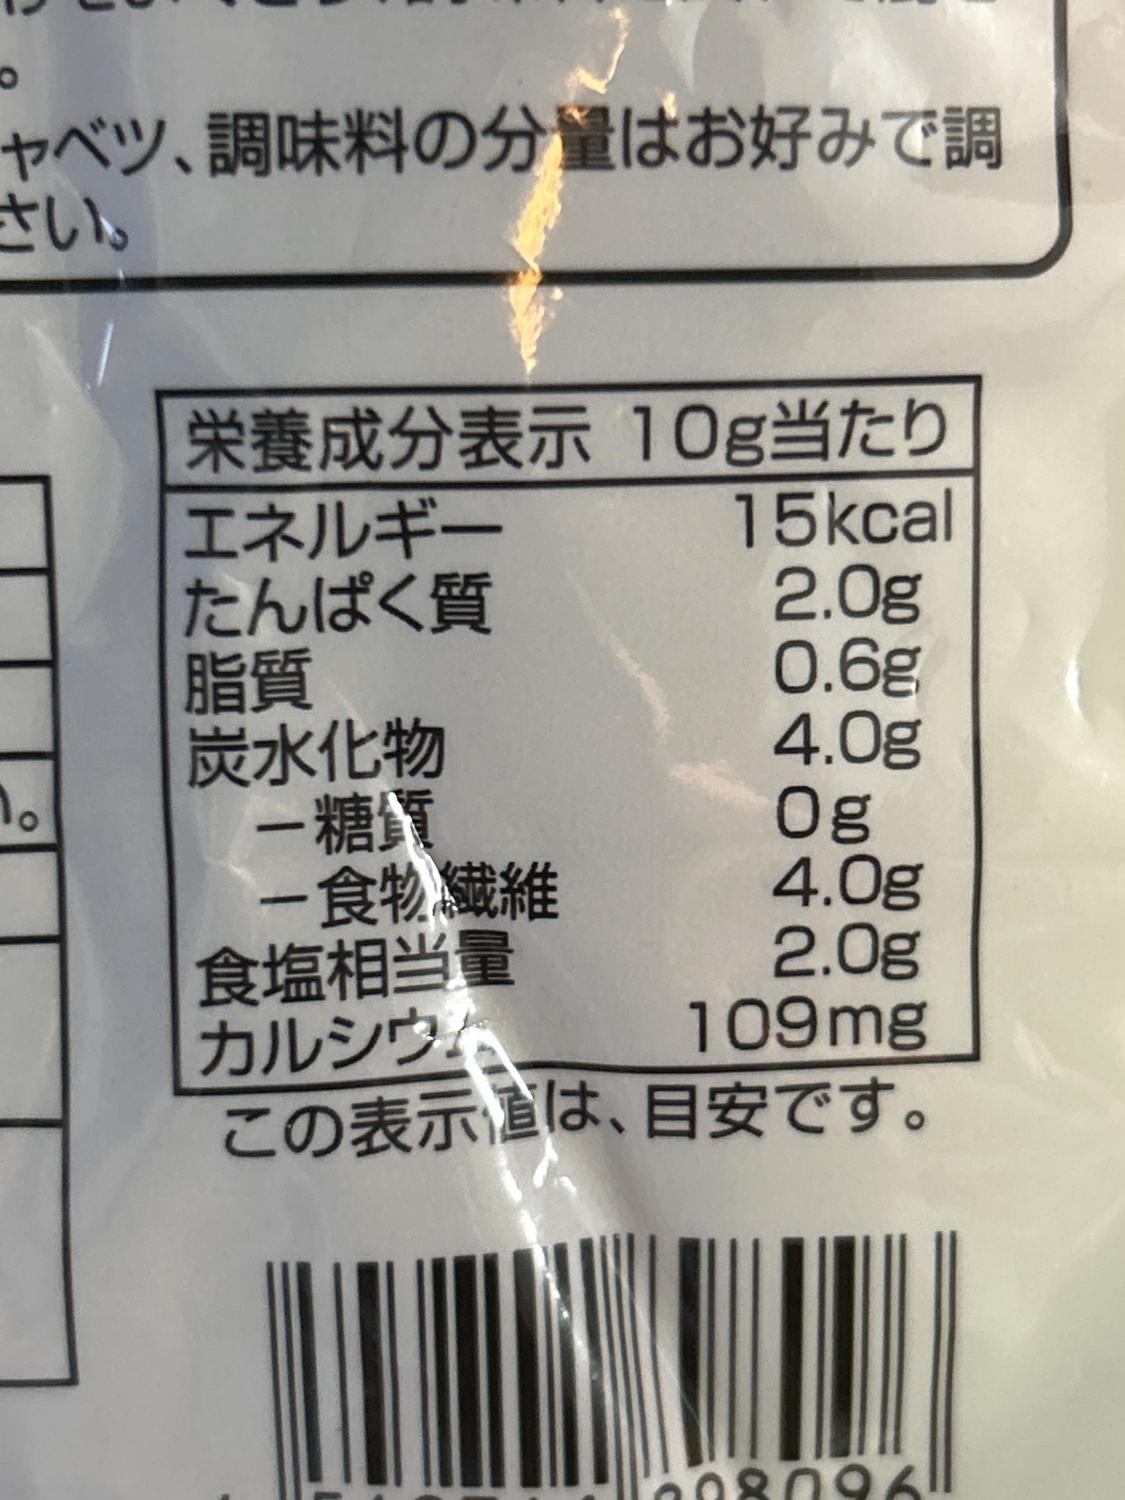 。
ャベツ、調味料の分量はお好みで調
さい。
栄養成分表示 10g当たり
エネルギー 15kcal
たんぱく質 2.0g
脂質 0.6g
炭水化物 4.0g
－糖質 0g
－食物繊維 4.0g
食塩相当量 2.0g
カルシウム 109mg
い。
この表示値は、目安です。